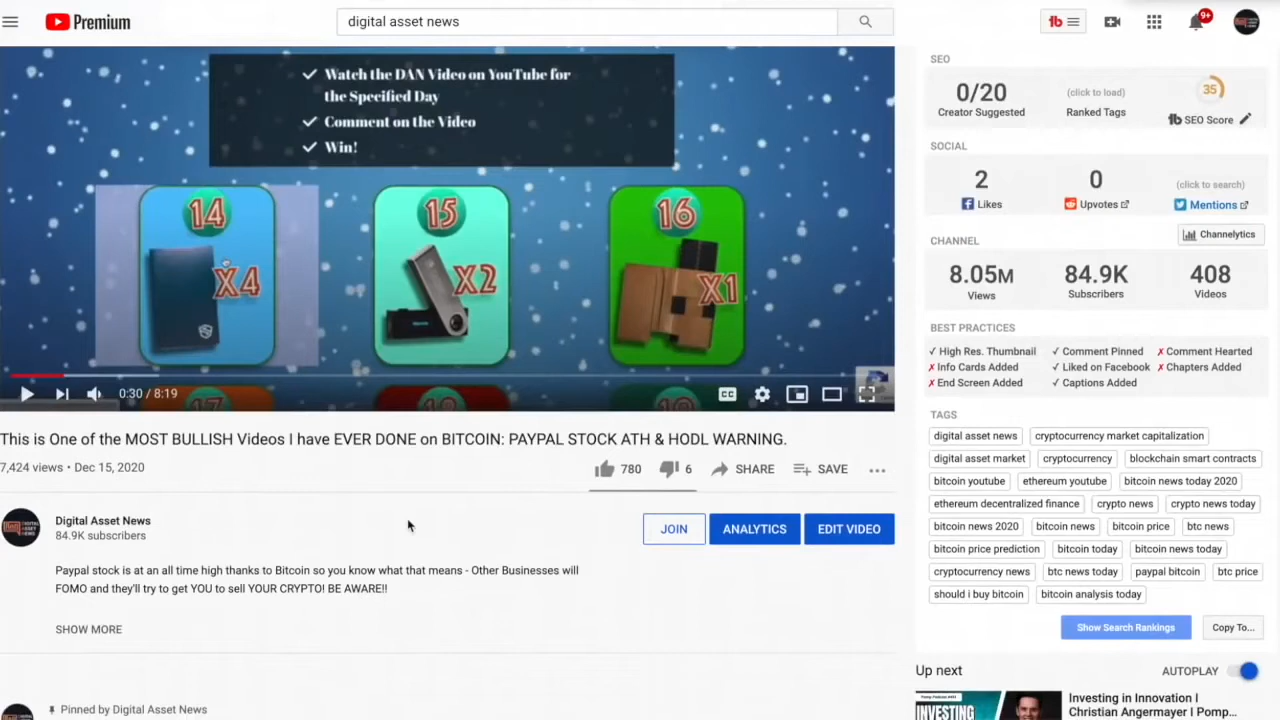 Premium
digital asset news
tb
9+
Watch the DAN Video on YouTube for
the Specified Day
Comment on the Video
Win!
14
X4
15
X2
16
X1
17
18
19
0:30 / 8:19
CC
This is One of the MOST BULLISH Videos I have EVER DONE on BITCOIN: PAYPAL STOCK ATH & HODL WARNING.
7,424 views • Dec 15, 2020
780
6
SHARE
SAVE
Digital Asset News
84.9K subscribers
JOIN
ANALYTICS
EDIT VIDEO
Paypal stock is at an all time high thanks to Bitcoin so you know what that means - Other Businesses will
FOMO and they'll try to get YOU to sell YOUR CRYPTO! BE AWARE!!
SHOW MORE
Pinned by Digital Asset News
SEO
0/20
Creator Suggested
(click to load)
Ranked Tags
35
tb SEO Score
SOCIAL
2
Likes
0
Upvotes
(click to search)
Mentions
Channelytics
CHANNEL
8.05M
Views
84.9K
Subscribers
408
Videos
BEST PRACTICES
✓ High Res. Thumbnail
✓ Comment Pinned
✗ Comment Hearted
✗ Info Cards Added
✓ Liked on Facebook
✗ Chapters Added
✗ End Screen Added
✓ Captions Added
TAGS
digital asset news
cryptocurrency market capitalization
digital asset market
cryptocurrency
blockchain smart contracts
bitcoin youtube
ethereum youtube
bitcoin news today 2020
ethereum decentralized finance
crypto news
crypto news today
bitcoin news 2020
bitcoin news
bitcoin price
btc news
bitcoin price prediction
bitcoin today
bitcoin news today
cryptocurrency news
btc news today
paypal bitcoin
btc price
should i buy bitcoin
bitcoin analysis today
Show Search Rankings
Copy To...
Up next
AUTOPLAY
INVESTING
Investing in Innovation I
Christian Angermayer I Pomp...